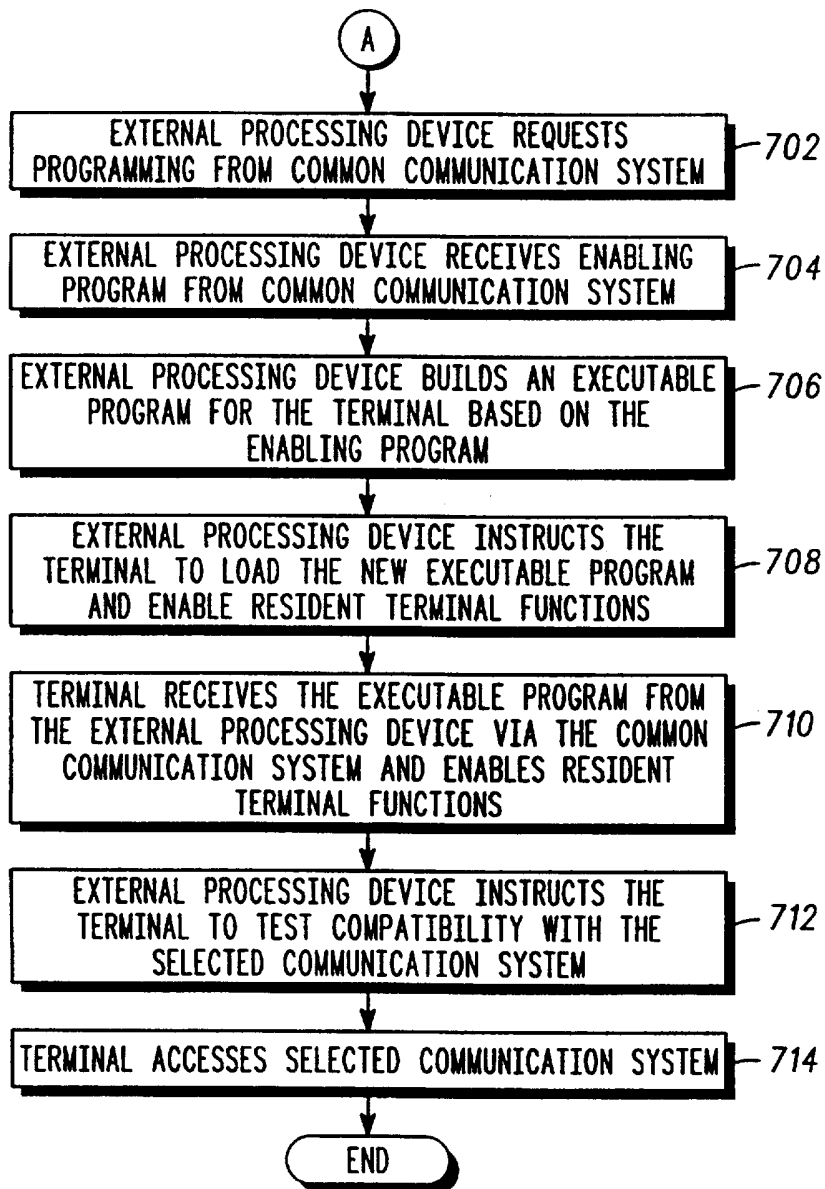 A
EXTERNAL PROCESSING DEVICE REQUESTS
PROGRAMMING FROM COMMON COMMUNICATION SYSTEM
702
EXTERNAL PROCESSING DEVICE RECEIVES ENABLING
PROGRAM FROM COMMON COMMUNICATION SYSTEM
704
EXTERNAL PROCESSING DEVICE BUILDS AN EXECUTABLE
PROGRAM FOR THE TERMINAL BASED ON THE
ENABLING PROGRAM
706
EXTERNAL PROCESSING DEVICE INSTRUCTS THE
TERMINAL TO LOAD THE NEW EXECUTABLE PROGRAM
AND ENABLE RESIDENT TERMINAL FUNCTIONS
708
TERMINAL RECEIVES THE EXECUTABLE PROGRAM FROM
THE EXTERNAL PROCESSING DEVICE VIA THE COMMON
COMMUNICATION SYSTEM AND ENABLES RESIDENT
TERMINAL FUNCTIONS
710
EXTERNAL PROCESSING DEVICE INSTRUCTS THE
TERMINAL TO TEST COMPATIBILITY WITH THE
SELECTED COMMUNICATION SYSTEM
712
TERMINAL ACCESSES SELECTED COMMUNICATION SYSTEM
714
END